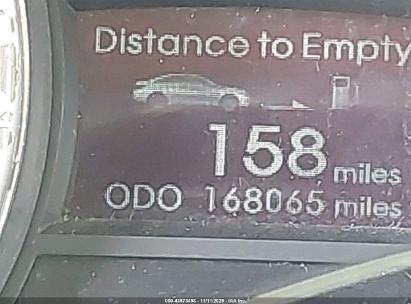 Distance to Empty
158 miles
ODO 168065 miles